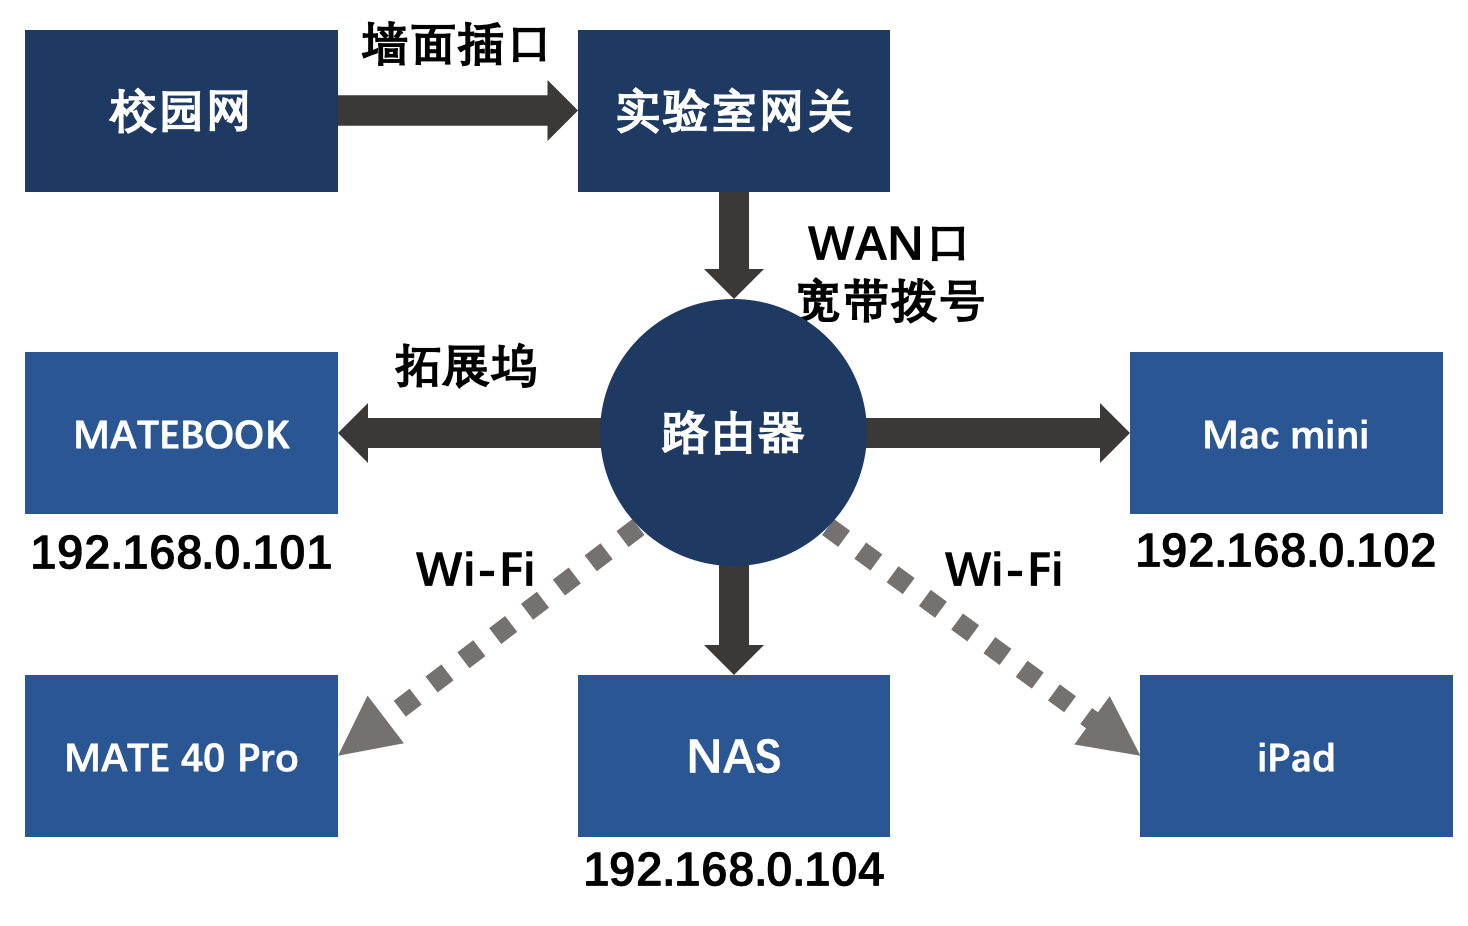 墙面插口
校园网
实验室网关
WAN口
宽带拨号
拓展坞
MATEBOOK
路由器
Mac mini
192.168.0.101
Wi-Fi
Wi-Fi
192.168.0.102
MATE 40 Pro
NAS
iPad
192.168.0.104